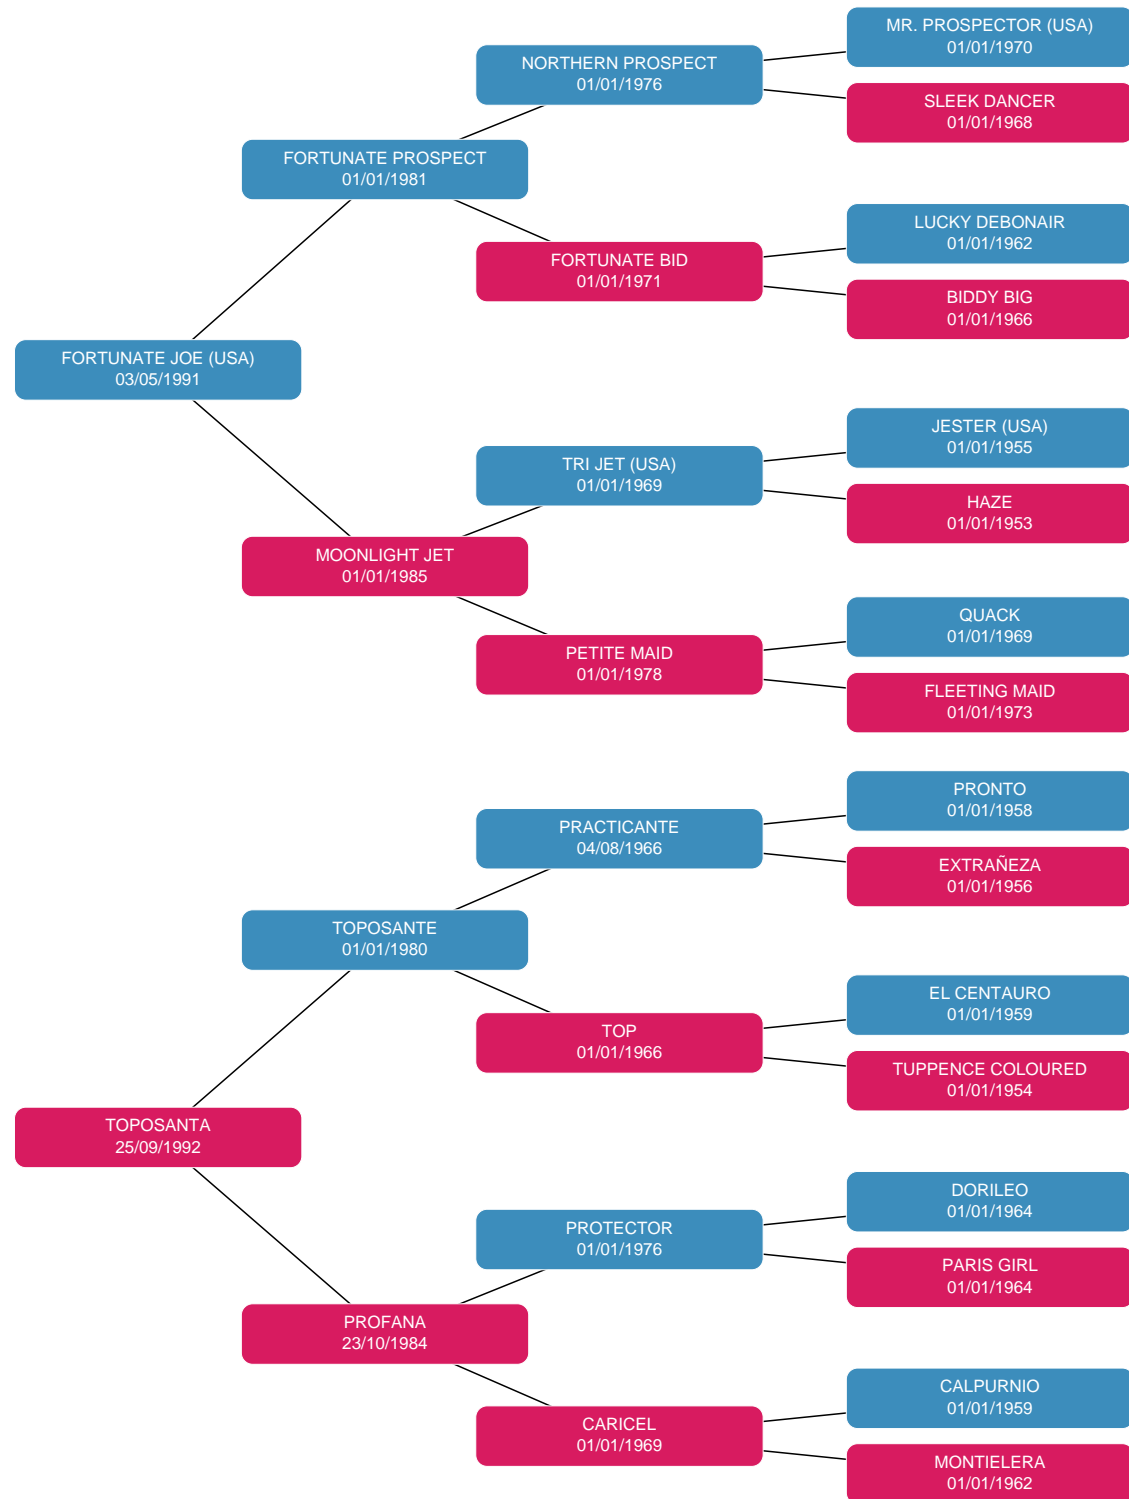 MR. PROSPECTOR (USA)
01/01/1970
NORTHERN PROSPECT
01/01/1976
SLEEK DANCER
01/01/1968
FORTUNATE PROSPECT
01/01/1981
LUCKY DEBONAIR
01/01/1962
FORTUNATE BID
01/01/1971
BIDDY BIG
01/01/1966
FORTUNATE JOE (USA)
03/05/1991
JESTER (USA)
01/01/1955
TRI JET (USA)
01/01/1969
HAZE
01/01/1953
MOONLIGHT JET
01/01/1985
QUACK
01/01/1969
PETITE MAID
01/01/1978
FLEETING MAID
01/01/1973
PRONTO
01/01/1958
PRACTICANTE
04/08/1966
EXTRAÑEZA
01/01/1956
TOPOSANTE
01/01/1980
EL CENTAURO
01/01/1959
TOP
01/01/1966
TUPPENCE COLOURED
01/01/1954
TOPOSANTA
25/09/1992
DORILEO
01/01/1964
PROTECTOR
01/01/1976
PARIS GIRL
01/01/1964
PROFANA
23/10/1984
CALPURNIO
01/01/1959
CARICEL
01/01/1969
MONTIELERA
01/01/1962